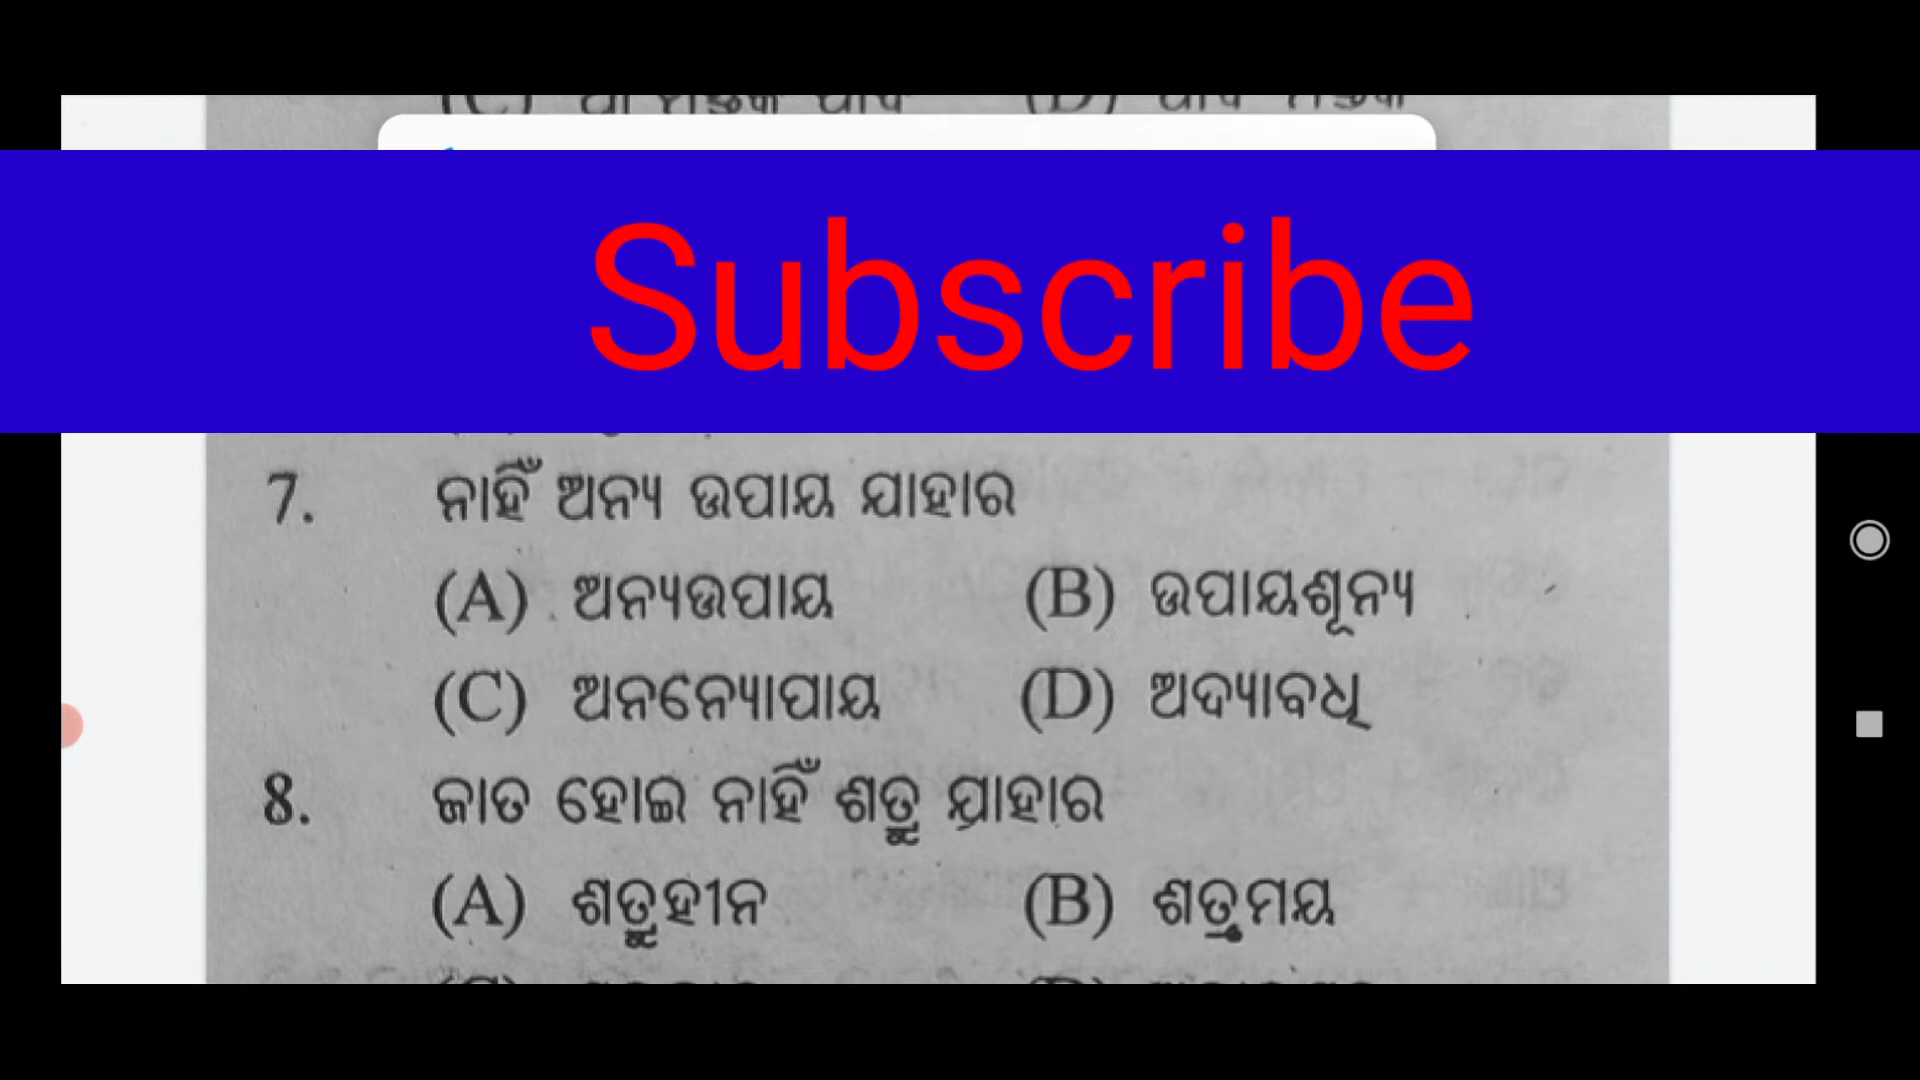 Subscribe
7. ନାହିଁ ଅନ୍ୟ ଉପାୟ ଯାହାର
(A) ଅନ୍ୟଉପାୟ (B) ଉପାୟଶୂନ୍ୟ
(C) ଅନନ୍ୟୋପାୟ (D) ଅଦ୍ୟାବଧି
8. ଜାତ ହୋଇ ନାହିଁ ଶତ୍ରୁ ଯାହାର
(A) ଶତ୍ରୁହୀନ (B) ଶତ୍ରୁମୟ